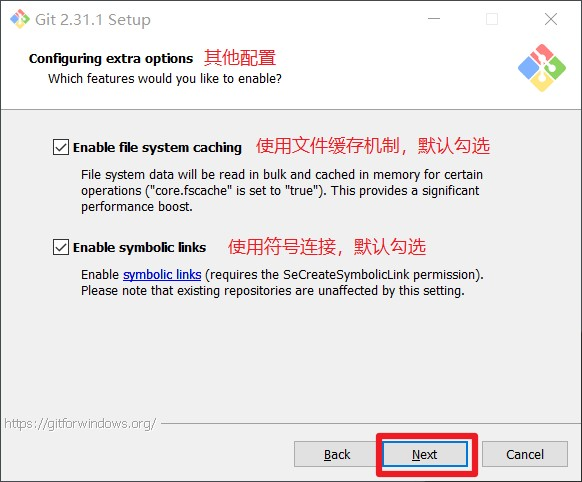 Git 2.31.1 Setup
Configuring extra options 其他配置
Which features would you like to enable?
Enable file system caching 使用文件缓存机制，默认勾选
File system data will be read in bulk and cached in memory for certain
operations ("core.fscache" is set to "true"). This provides a significant
performance boost.
Enable symbolic links 使用符号连接，默认勾选
Enable symbolic links (requires the SeCreateSymbolicLink permission).
Please note that existing repositories are unaffected by this setting.
https://gitforwindows.org/
Back Next Cancel